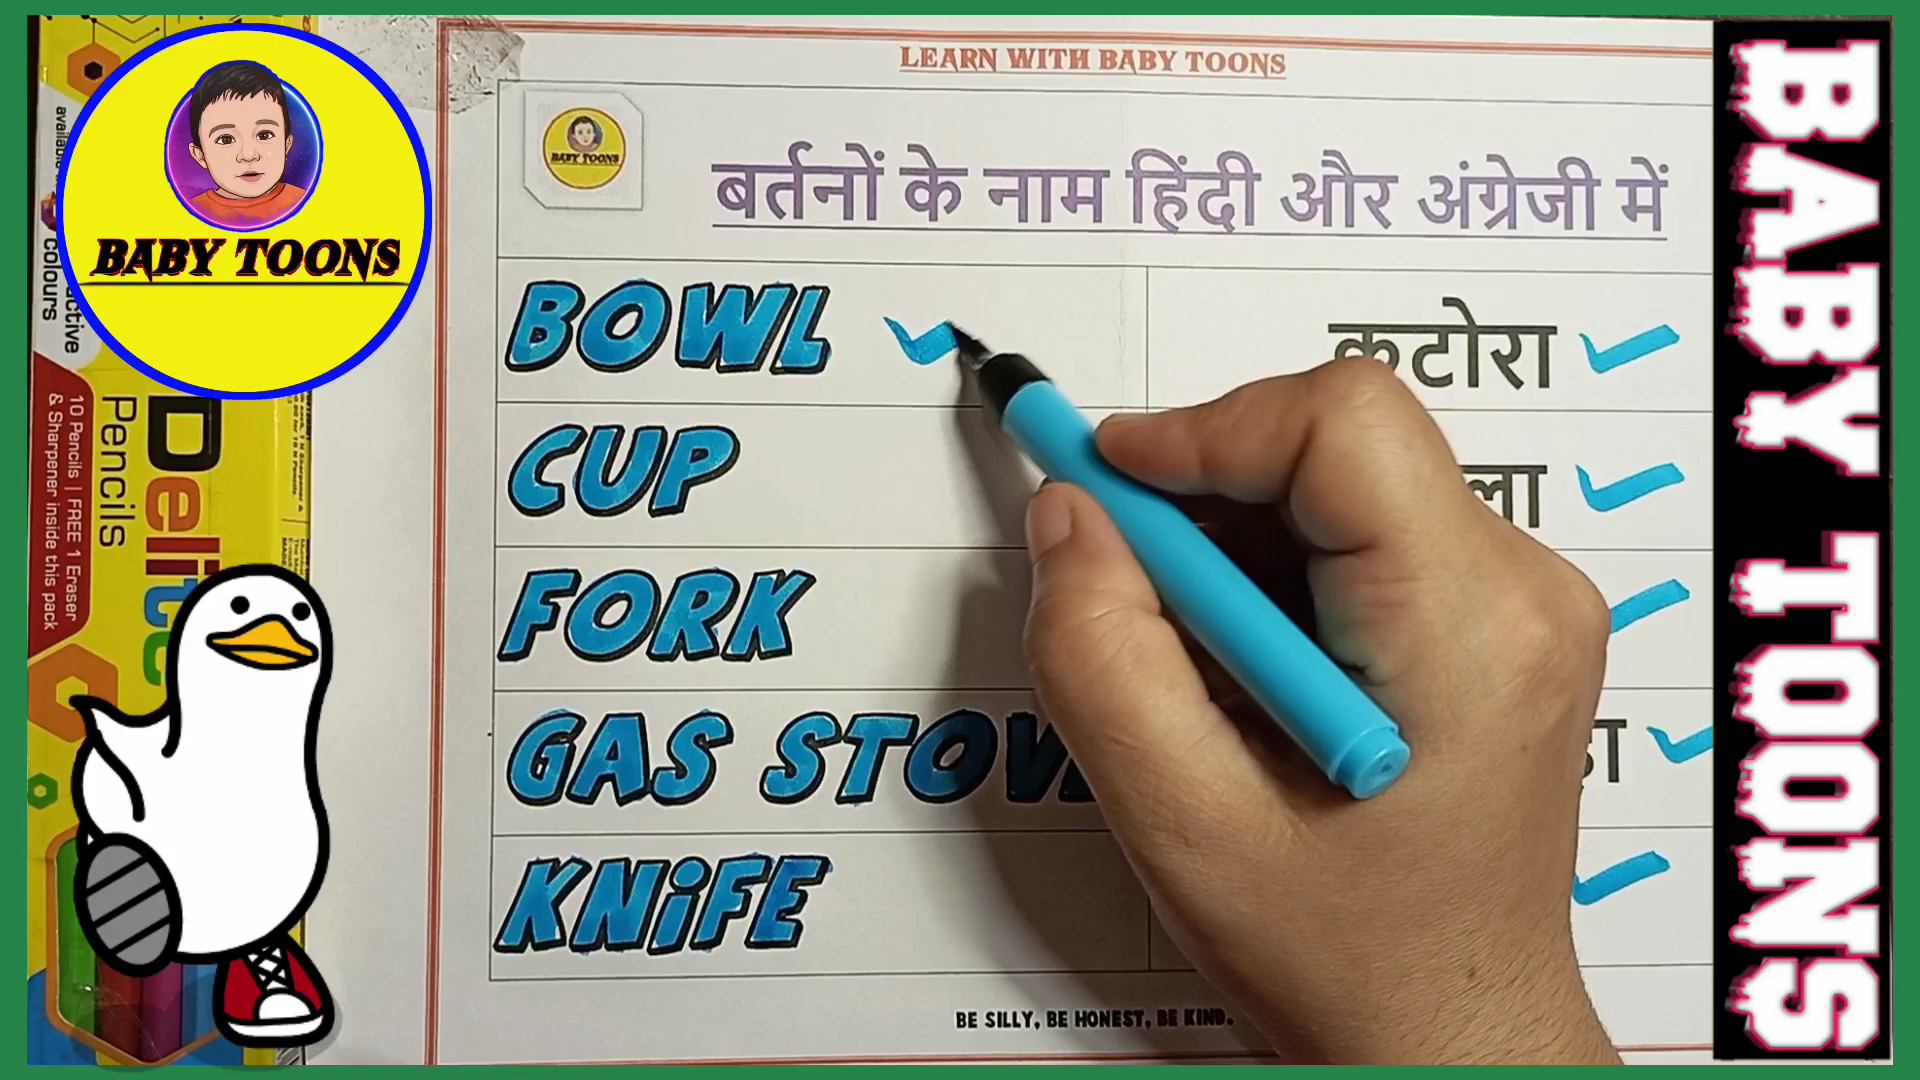 LEARN WITH BABY TOONS
BABY TOONS
BABY TOONS
बर्तनों के नाम हिंदी और अंग्रेजी में
BOWL कटोरा
CUP
FORK
GAS STOV
KNiFE
BE SILLY, BE HONEST, BE KIND.
BABY TOONS
colours
Delite
Pencils
10 Pencils | FREE 1 Eraser
& Sharpener inside this pack